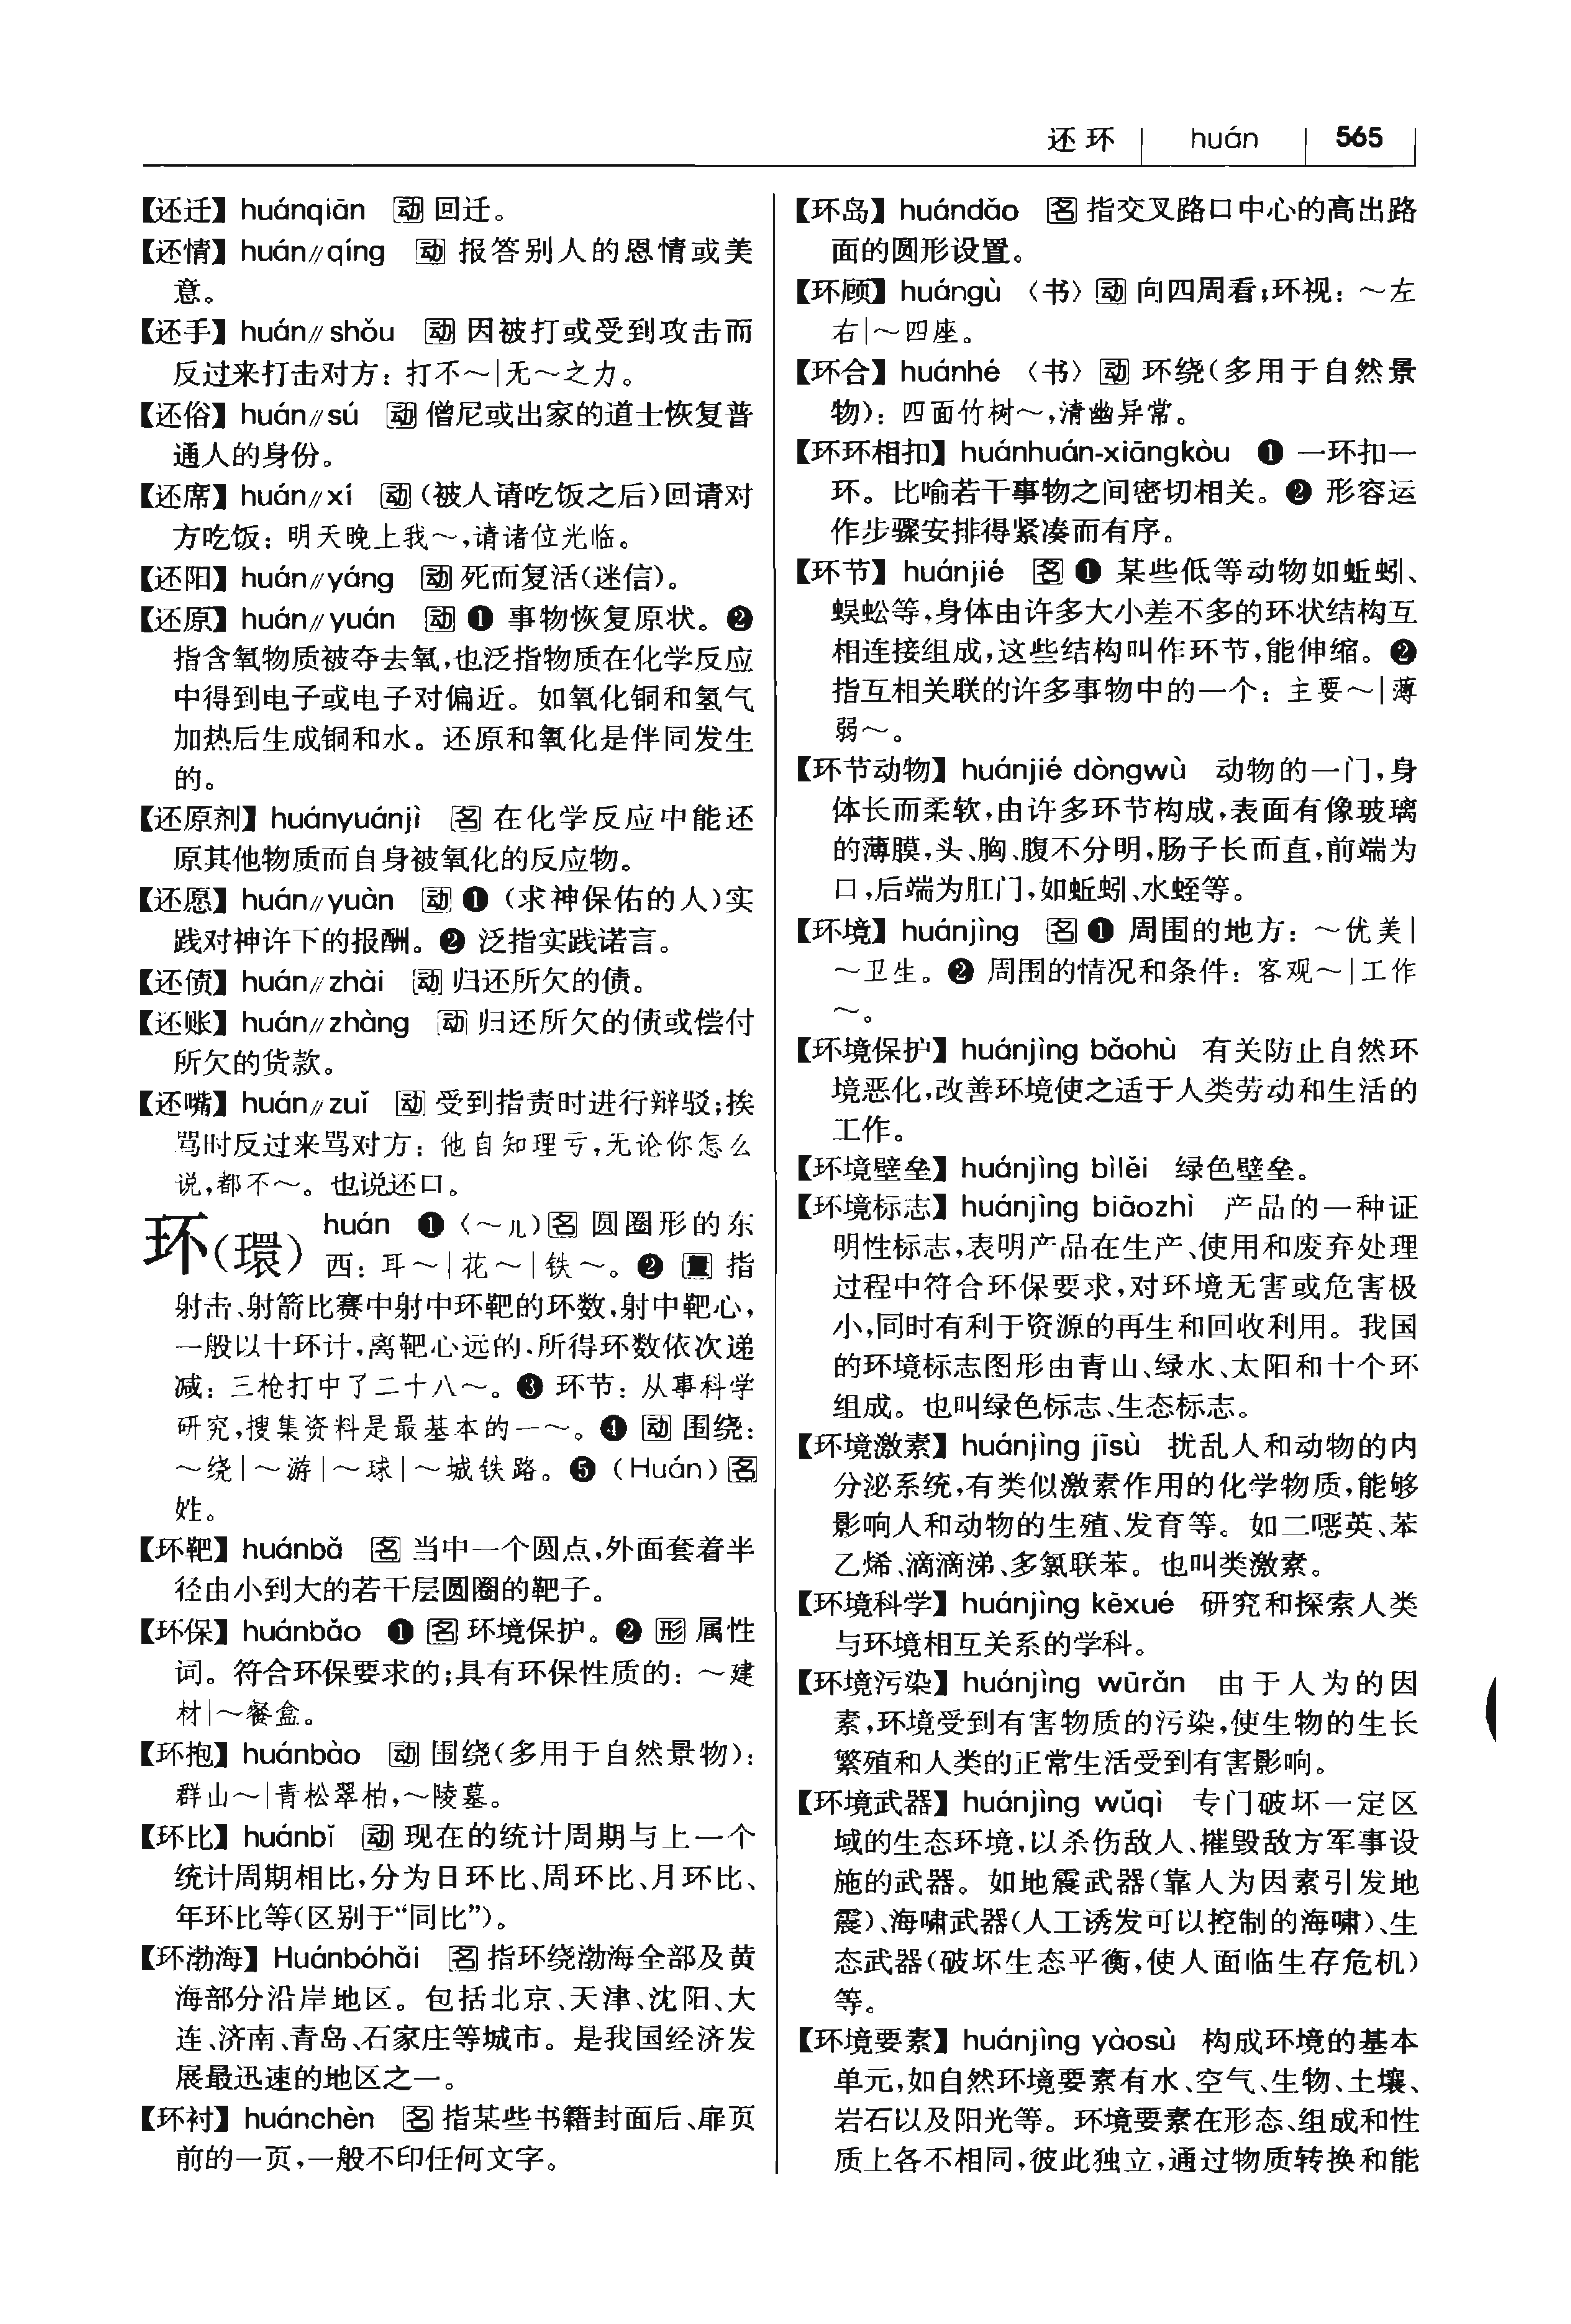 还 环 | huán | 565
【还迁】 huánqiān 动 回迁。
【还情】 huán//qíng 动 报答别人的恩情或美
意。
【还手】 huán//shǒu 动 因被打或受到攻击而
反过来打击对方：打不～|无～之力。
【还俗】 huán//sú 动 僧尼或出家的道士恢复普
通人的身份。
【还席】 huán//xí 动 (被人请吃饭之后)回请对
方吃饭：明天晚上我～,请诸位光临。
【还阳】 huán//yáng 动 死而复活(迷信)。
【还原】 huán//yuán 动 ❶ 事物恢复原状。❷
指含氧物质被夺去氧,也泛指物质在化学反应
中得到电子或电子对偏近。如氧化铜和氢气
加热后生成铜和水。还原和氧化是伴同发生
的。
【还原剂】 huányuánjì 名 在化学反应中能还
原其他物质而自身被氧化的反应物。
【还愿】 huán//yuàn 动 ❶ (求神保佑的人)实
践对神许下的报酬。❷ 泛指实践诺言。
【还债】 huán//zhài 动 归还所欠的债。
【还账】 huán//zhàng 动 归还所欠的债或偿付
所欠的货款。
【还嘴】 huán//zuǐ 动 受到指责时进行辩驳;挨
骂时反过来骂对方：他自知理亏,无论你怎么
说,都不～。也说还口。
环(環) huán ❶ 〈～儿〉名 圆圈形的东
西：耳～|花～|铁～。❷ 量 指
射击、射箭比赛中射中环靶的环数,射中靶心,
一般以十环计,离靶心远的,所得环数依次递
减：三枪打中了二十八～。❸ 环节：从事科学
研究,搜集资料是最基本的一～。❹ 动 围绕：
～绕|～游|～球|～城铁路。❺ (Huán) 名
姓。
【环靶】 huánbǎ 名 当中一个圆点,外面套着半
径由小到大的若干层圆圈的靶子。
【环保】 huánbǎo ❶ 名 环境保护。❷ 形 属性
词。符合环保要求的;具有环保性质的：～建
材|～餐盒。
【环抱】 huánbào 动 围绕(多用于自然景物)：
群山～|青松翠柏,～陵墓。
【环比】 huánbǐ 动 现在的统计周期与上一个
统计周期相比,分为日环比、周环比、月环比、
年环比等(区别于“同比”)。
【环渤海】 Huánbóhǎi 名 指环绕渤海全部及黄
海部分沿岸地区。包括北京、天津、沈阳、大
连、济南、青岛、石家庄等城市。是我国经济发
展最迅速的地区之一。
【环衬】 huánchèn 名 指某些书籍封面后、扉页
前的一页,一般不印任何文字。
【环岛】 huándǎo 名 指交叉路口中心的高出路
面的圆形设置。
【环顾】 huángù 〈书〉动 向四周看;环视：～左
右|～四座。
【环合】 huánhé 〈书〉动 环绕(多用于自然景
物)：四面竹树～,清幽异常。
【环环相扣】 huánhuán-xiāngkòu ❶ 一环扣一
环。比喻若干事物之间密切相关。❷ 形容运
作步骤安排得紧凑而有序。
【环节】 huánjié 名 ❶ 某些低等动物如蚯蚓、
蜈蚣等,身体由许多大小差不多的环状结构互
相连接组成,这些结构叫作环节,能伸缩。❷
指互相关联的许多事物中的一个：主要～|薄
弱～。
【环节动物】 huánjié dòngwù 动物的一门,身
体长而柔软,由许多环节构成,表面有像玻璃
的薄膜,头、胸、腹不分明,肠子长而直,前端为
口,后端为肛门,如蚯蚓、水蛭等。
【环境】 huánjìng 名 ❶ 周围的地方：～优美|
～卫生。❷ 周围的情况和条件：客观～|工作
～。
【环境保护】 huánjìng bǎohù 有关防止自然环
境恶化,改善环境使之适于人类劳动和生活的
工作。
【环境壁垒】 huánjìng bìlěi 绿色壁垒。
【环境标志】 huánjìng biāozhì 产品的一种证
明性标志,表明产品在生产、使用和废弃处理
过程中符合环保要求,对环境无害或危害极
小,同时有利于资源的再生和回收利用。我国
的环境标志图形由青山、绿水、太阳和十个环
组成。也叫绿色标志、生态标志。
【环境激素】 huánjìng jīsù 扰乱人和动物的内
分泌系统,有类似激素作用的化学物质,能够
影响人和动物的生殖、发育等。如二噁英、苯
乙烯、滴滴涕、多氯联苯。也叫类激素。
【环境科学】 huánjìng kēxué 研究和探索人类
与环境相互关系的学科。
【环境污染】 huánjìng wūrǎn 由于人为的因
素,环境受到有害物质的污染,使生物的生长
繁殖和人类的正常生活受到有害影响。
【环境武器】 huánjìng wǔqì 专门破坏一定区
域的生态环境,以杀伤敌人、摧毁敌方军事设
施的武器。如地震武器(靠人为因素引发地
震)、海啸武器(人工诱发可以控制的海啸)、生
态武器(破坏生态平衡,使人面临生存危机)
等。
【环境要素】 huánjìng yàosù 构成环境的基本
单元,如自然环境要素有水、空气、生物、土壤、
岩石以及阳光等。环境要素在形态、组成和性
质上各不相同,彼此独立,通过物质转换和能